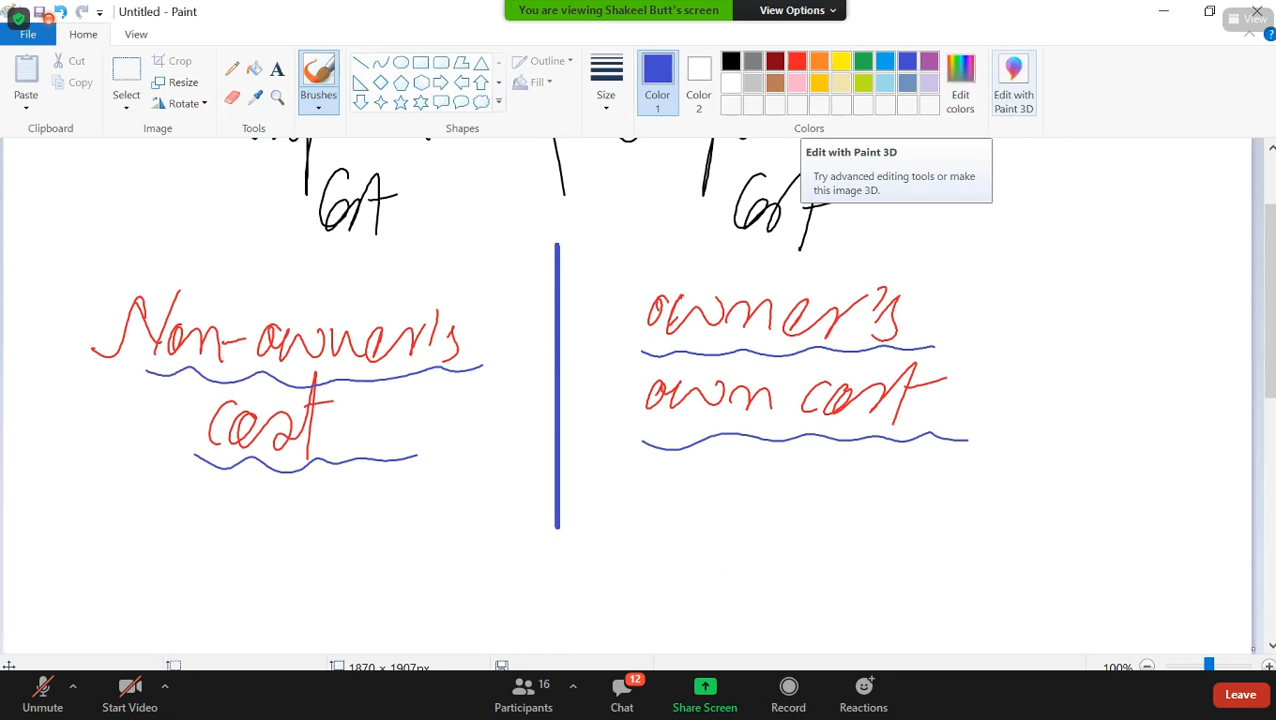 Untitled - Paint
You are viewing Shakeel Butt's screen
View Options
View
File
Home
View
Paste
Cut
Copy
Clipboard
Select
Crop
Resize
Rotate
Image
Tools
Brushes
Shapes
Outline
Fill
Size
Color 1
Color 2
Colors
Edit colors
Edit with Paint 3D
Edit with Paint 3D
Try advanced editing tools or make
this image 3D.
Cost
Cost
Non-owner's
cost
owner's
own cost
1870 × 1907px
100%
Unmute
Start Video
16
Participants
12
Chat
Share Screen
Record
Reactions
Leave